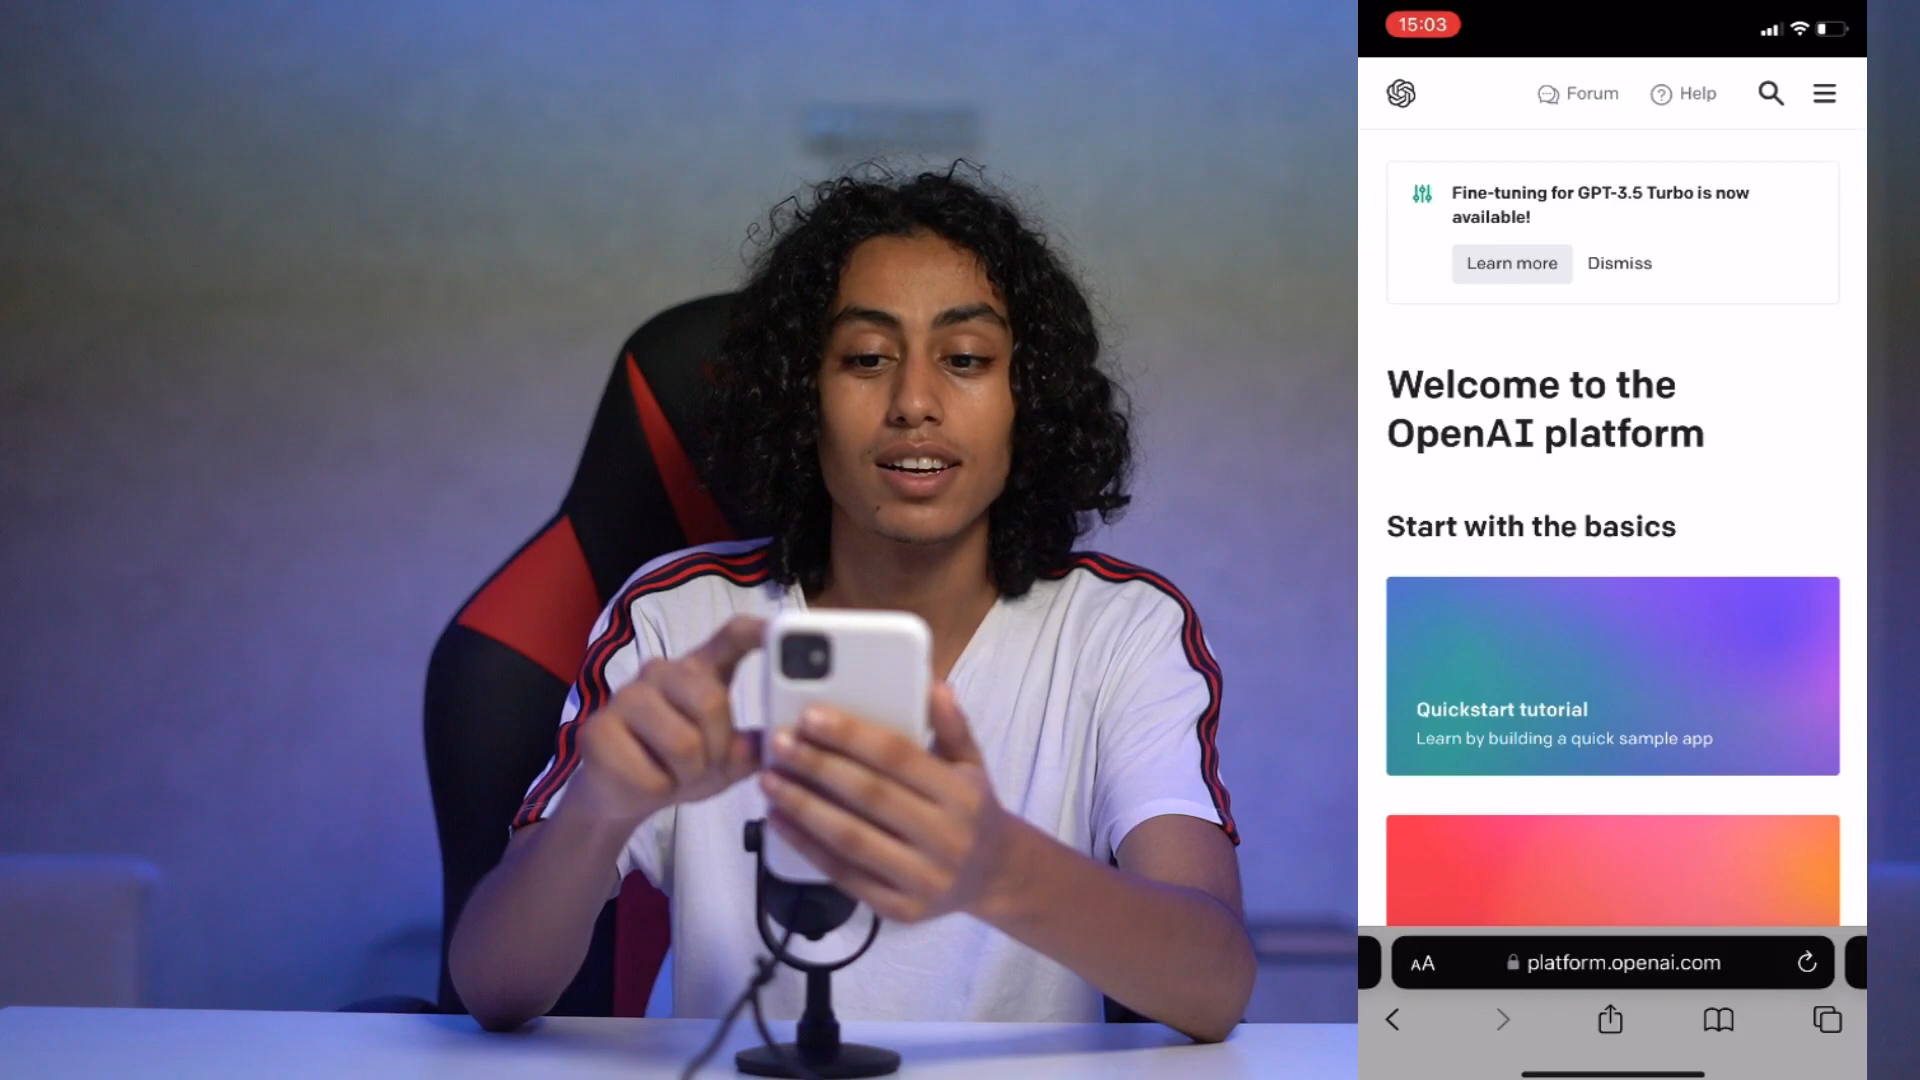 15:03
Forum
Help
Fine-tuning for GPT-3.5 Turbo is now
available!
Learn more
Dismiss
Welcome to the
OpenAI platform
Start with the basics
Quickstart tutorial
Learn by building a quick sample app
AA
platform.openai.com